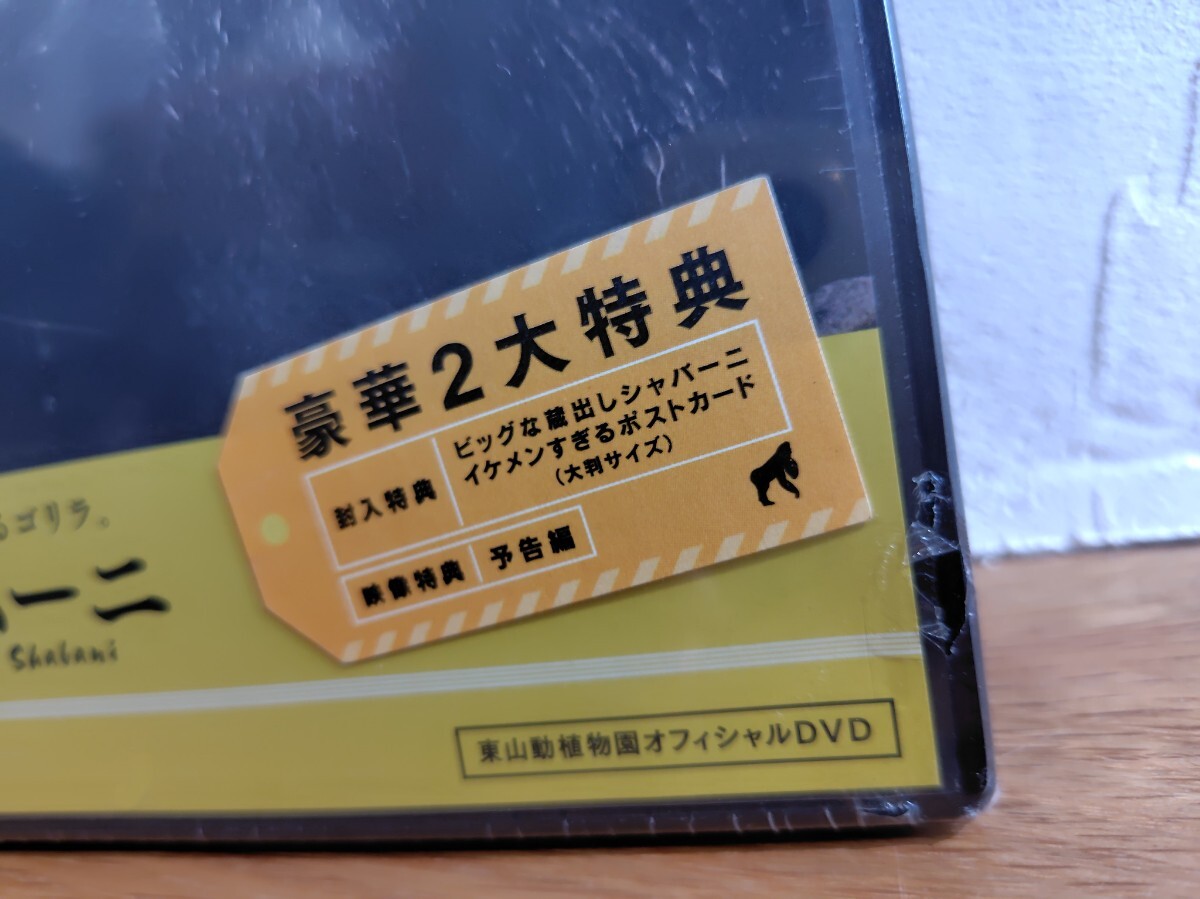 豪華2大特典
封入特典
ビッグな蔵出しシャバーニ
イケメンすぎるポストカード
(大判サイズ)
映像特典
予告編
るゴリラ。
バーニ
Shabani
東山動植物園オフィシャルDVD